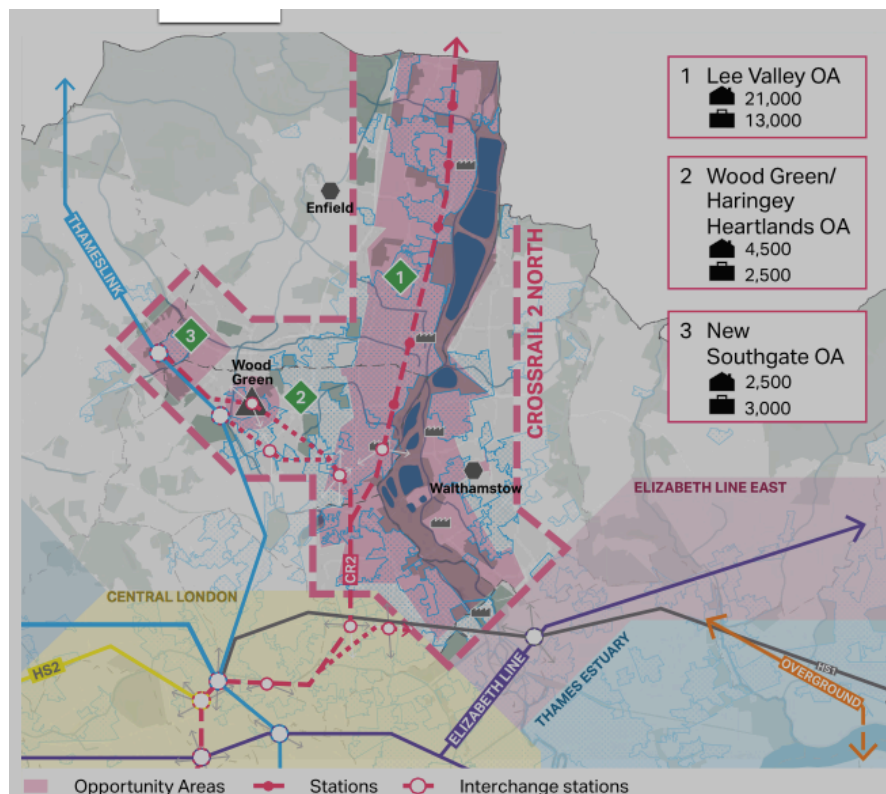 1 Lee Valley OA
21,000
13,000
2 Wood Green/
Haringey
Heartlands OA
4,500
2,500
3 New
Southgate OA
2,500
3,000
Enfield
THAMESLINK
CROSSRAIL 2 NORTH
1
3
Wood
Green
2
Walthamstow
ELIZABETH LINE EAST
CR2
CENTRAL LONDON
HS2
ELIZABETH LINE
THAMES ESTUARY
HS1
OVERGROUND
Opportunity Areas
Stations
Interchange stations